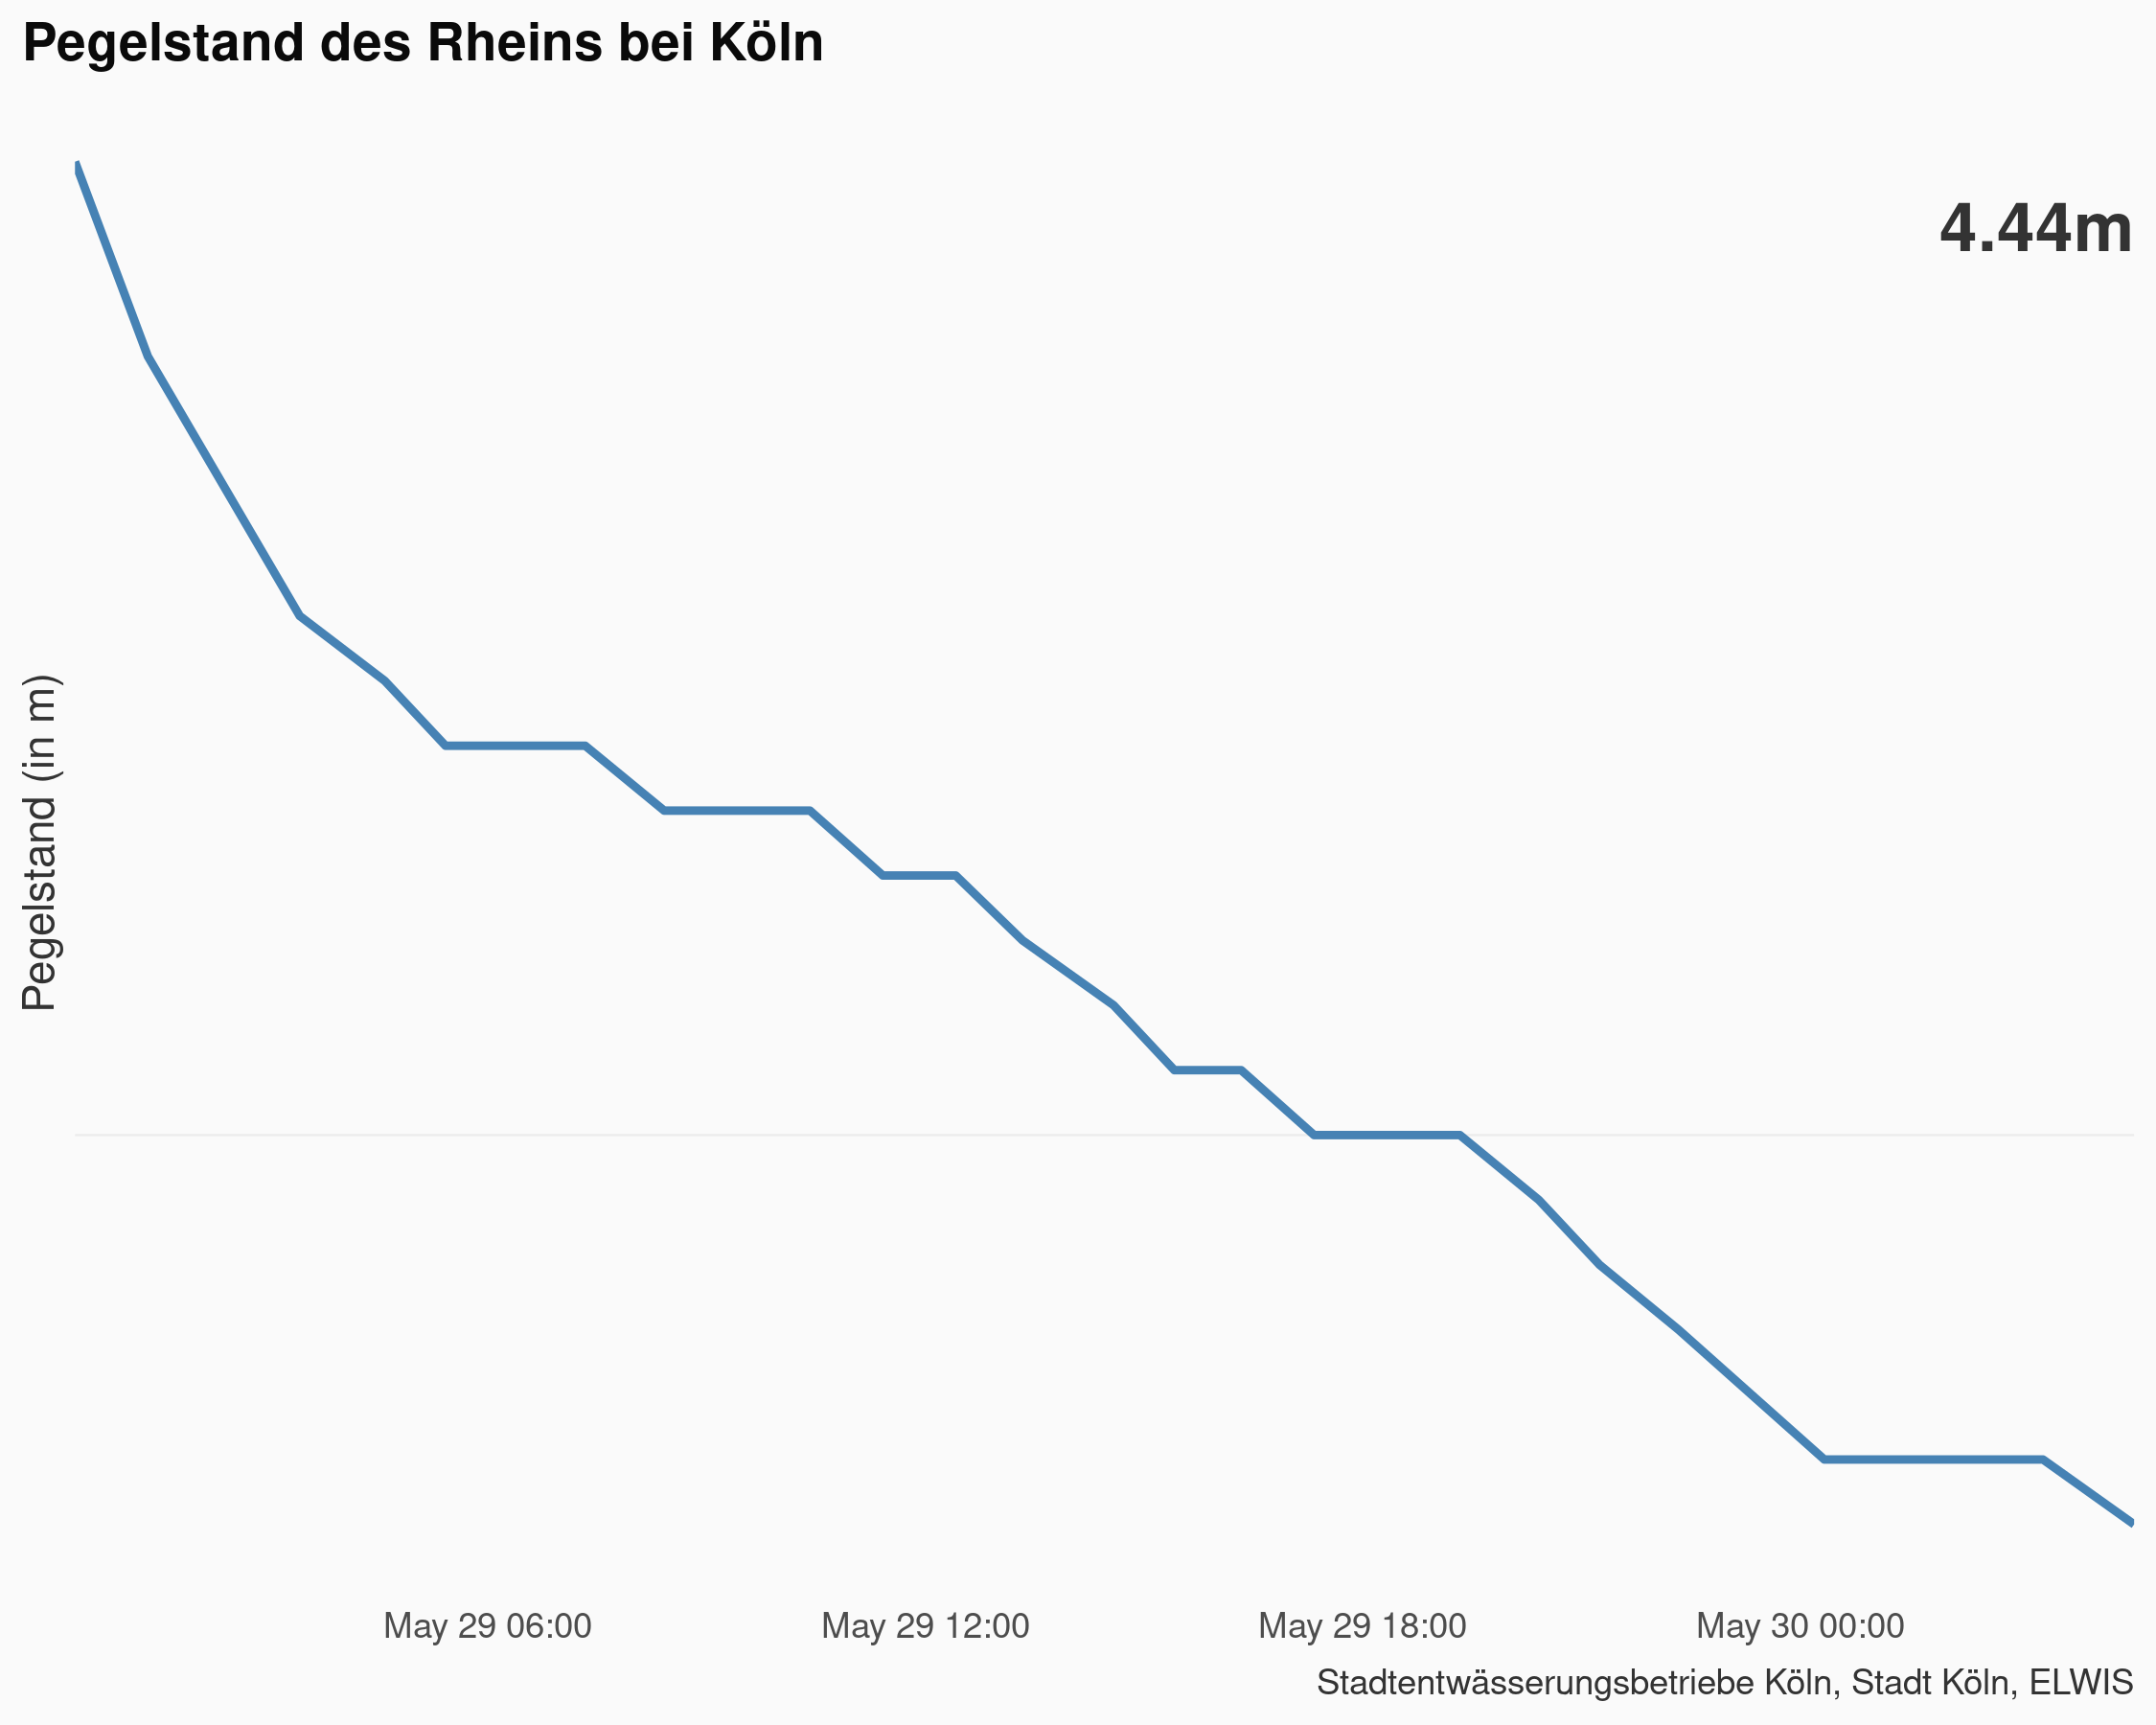 Pegelstand des Rheins bei Köln
4.44m
Pegelstand (in m)
May 29 06:00 May 29 12:00 May 29 18:00 May 30 00:00
Stadtentwässerungsbetriebe Köln, Stadt Köln, ELWIS